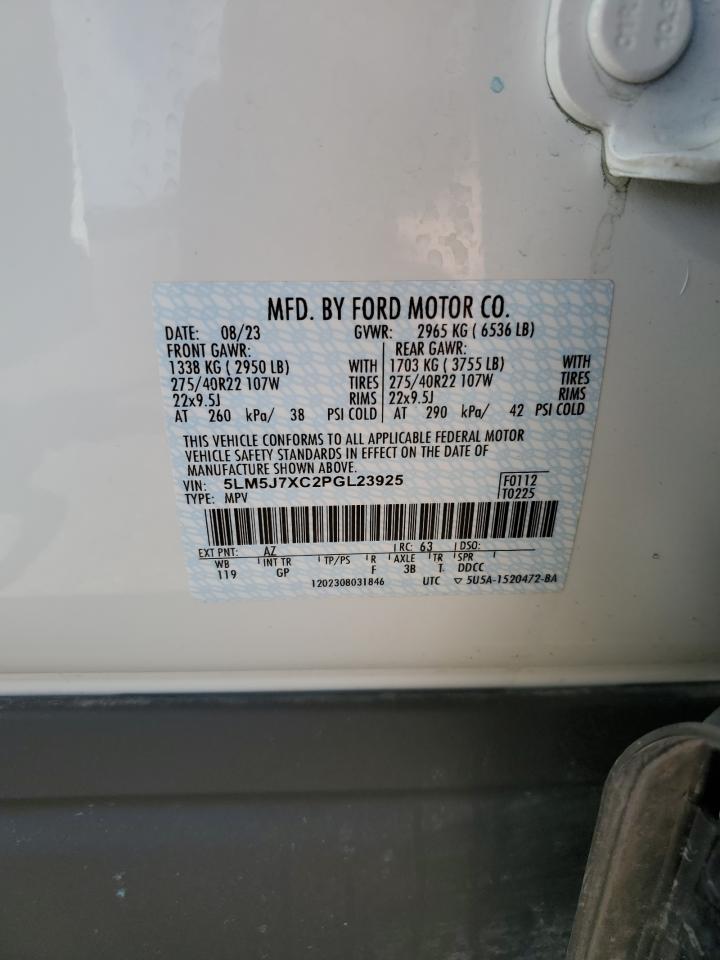 MFD. BY FORD MOTOR CO.
DATE: 08/23 GVWR: 2965 KG ( 6536 LB)
FRONT GAWR: REAR GAWR:
1338 KG ( 2950 LB) WITH 1703 KG ( 3755 LB) WITH
275/40R22 107W TIRES 275/40R22 107W TIRES
22x9.5J RIMS 22x9.5J RIMS
AT 260 kPa/ 38 PSI COLD AT 290 kPa/ 42 PSI COLD
THIS VEHICLE CONFORMS TO ALL APPLICABLE FEDERAL MOTOR
VEHICLE SAFETY STANDARDS IN EFFECT ON THE DATE OF
MANUFACTURE SHOWN ABOVE.
VIN: 5LM5J7XC2PGL23925 F0112
TYPE: MPV T0225
EXT PNT: AZ RC: 63 DSO:
WB INT TR TP/PS R AXLE TR SPR
119 GP F 3B T DDCC
1202308031846 UTC ▽ 5U5A-1520472-BA